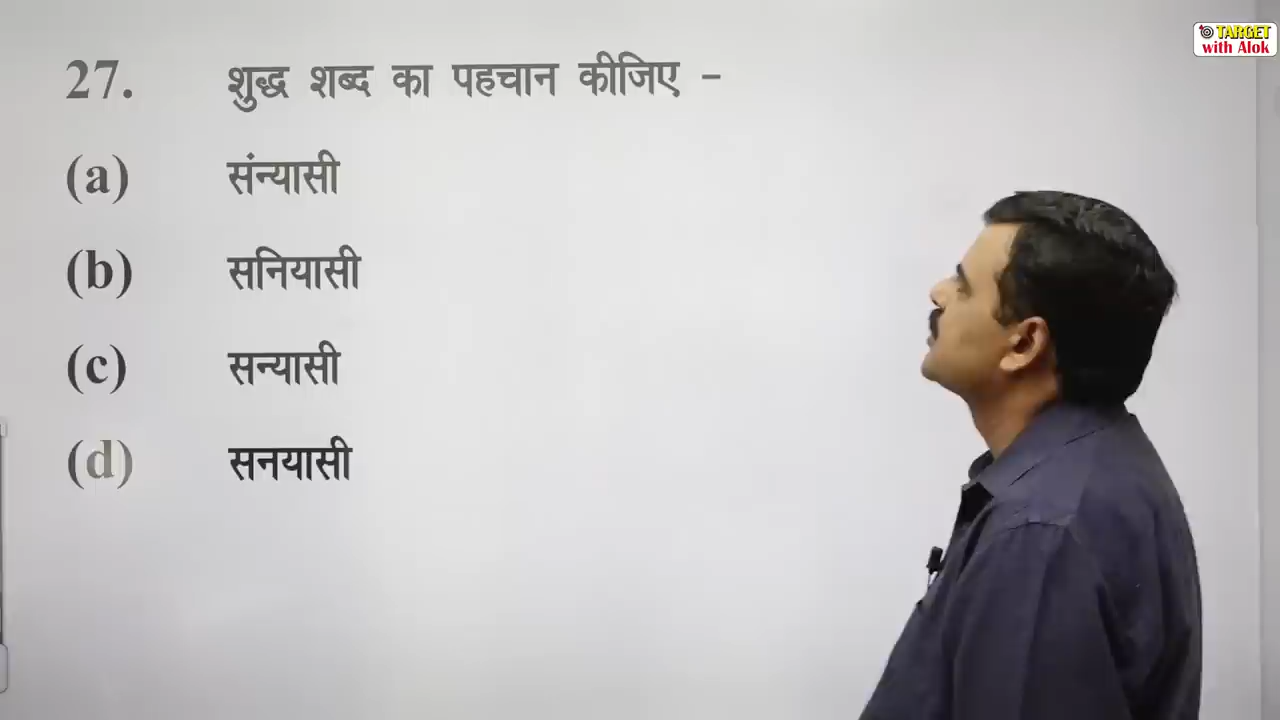 TARGET
with Alok
27. शुद्ध शब्द का पहचान कीजिए –
(a) संन्यासी
(b) सनियासी
(c) सन्यासी
(d) सनयासी